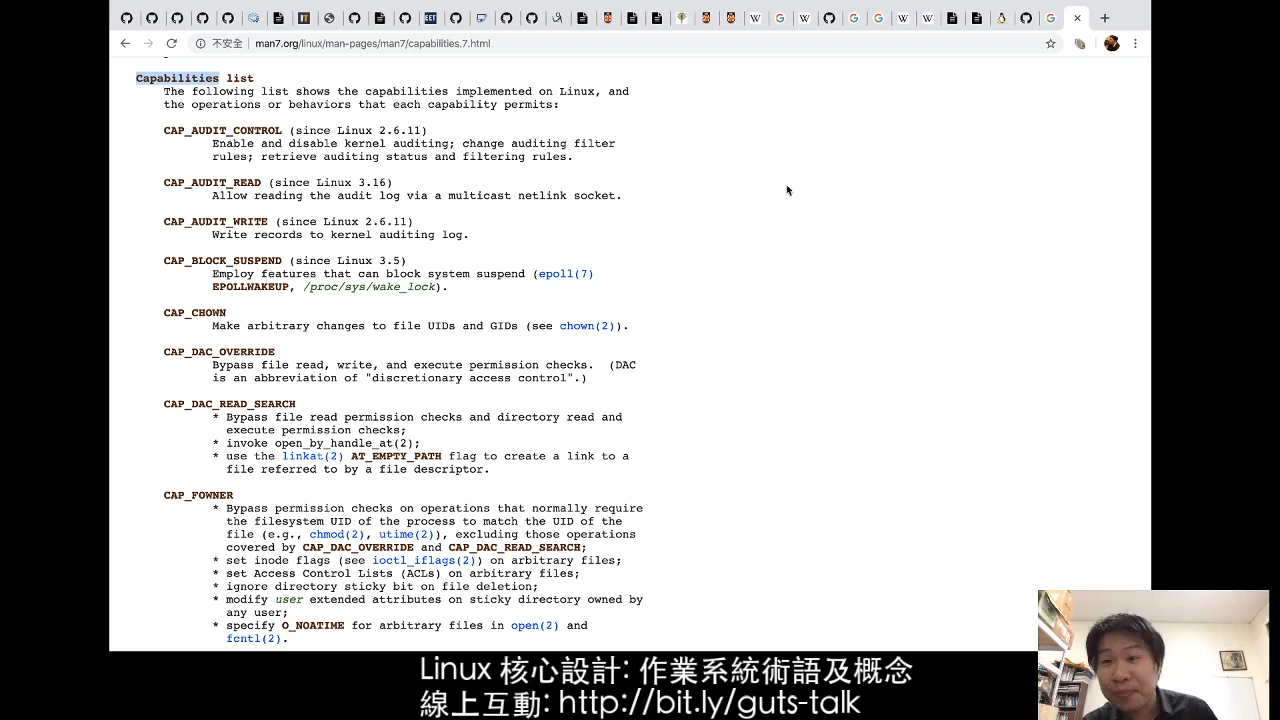 不安全 man7.org/linux/man-pages/man7/capabilities.7.html
Capabilities list
The following list shows the capabilities implemented on Linux, and
the operations or behaviors that each capability permits:
CAP_AUDIT_CONTROL (since Linux 2.6.11)
Enable and disable kernel auditing; change auditing filter
rules; retrieve auditing status and filtering rules.
CAP_AUDIT_READ (since Linux 3.16)
Allow reading the audit log via a multicast netlink socket.
CAP_AUDIT_WRITE (since Linux 2.6.11)
Write records to kernel auditing log.
CAP_BLOCK_SUSPEND (since Linux 3.5)
Employ features that can block system suspend (epoll(7)
EPOLLWAKEUP, /proc/sys/wake_lock).
CAP_CHOWN
Make arbitrary changes to file UIDs and GIDs (see chown(2)).
CAP_DAC_OVERRIDE
Bypass file read, write, and execute permission checks. (DAC
is an abbreviation of "discretionary access control".)
CAP_DAC_READ_SEARCH
* Bypass file read permission checks and directory read and
execute permission checks;
* invoke open_by_handle_at(2);
* use the linkat(2) AT_EMPTY_PATH flag to create a link to a
file referred to by a file descriptor.
CAP_FOWNER
* Bypass permission checks on operations that normally require
the filesystem UID of the process to match the UID of the
file (e.g., chmod(2), utime(2)), excluding those operations
covered by CAP_DAC_OVERRIDE and CAP_DAC_READ_SEARCH;
* set inode flags (see ioctl_iflags(2)) on arbitrary files;
* set Access Control Lists (ACLs) on arbitrary files;
* ignore directory sticky bit on file deletion;
* modify user extended attributes on sticky directory owned by
any user;
* specify O_NOATIME for arbitrary files in open(2) and
fcntl(2).
Linux 核心設計: 作業系統術語及概念
線上互動: http://bit.ly/guts-talk